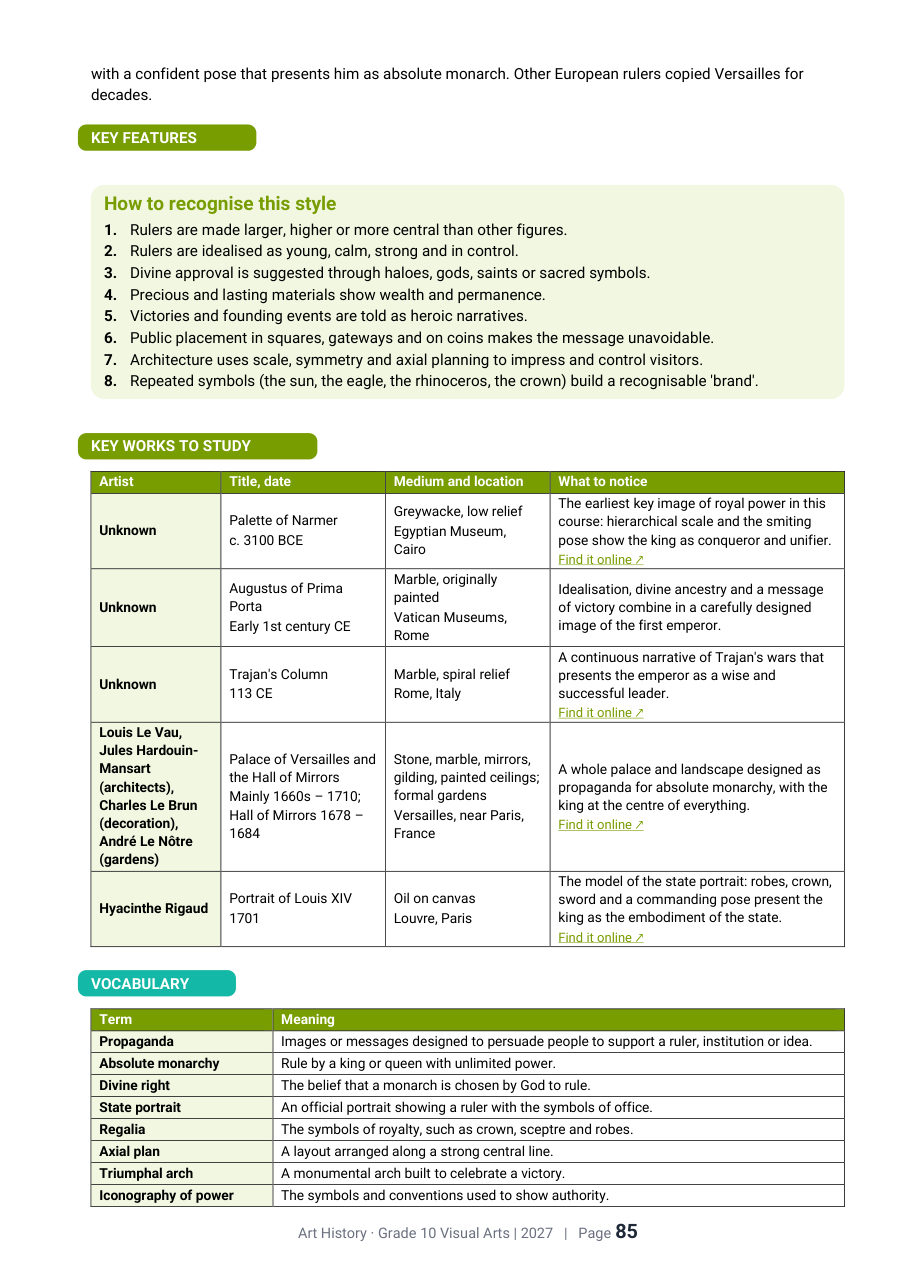 with a confident pose that presents him as absolute monarch. Other European rulers copied Versailles for
decades.
KEY FEATURES
How to recognise this style
1. Rulers are made larger, higher or more central than other figures.
2. Rulers are idealised as young, calm, strong and in control.
3. Divine approval is suggested through haloes, gods, saints or sacred symbols.
4. Precious and lasting materials show wealth and permanence.
5. Victories and founding events are told as heroic narratives.
6. Public placement in squares, gateways and on coins makes the message unavoidable.
7. Architecture uses scale, symmetry and axial planning to impress and control visitors.
8. Repeated symbols (the sun, the eagle, the rhinoceros, the crown) build a recognisable 'brand'.
KEY WORKS TO STUDY
Artist
Title, date
Medium and location
What to notice
Unknown
Palette of Narmer
c. 3100 BCE
Greywacke, low relief
Egyptian Museum,
Cairo
The earliest key image of royal power in this
course: hierarchical scale and the smiting
pose show the king as conqueror and unifier.
Find it online ↗
Unknown
Augustus of Prima
Porta
Early 1st century CE
Marble, originally
painted
Vatican Museums,
Rome
Idealisation, divine ancestry and a message
of victory combine in a carefully designed
image of the first emperor.
Unknown
Trajan's Column
113 CE
Marble, spiral relief
Rome, Italy
A continuous narrative of Trajan's wars that
presents the emperor as a wise and
successful leader.
Find it online ↗
Louis Le Vau,
Jules Hardouin-
Mansart
(architects),
Charles Le Brun
(decoration),
André Le Nôtre
(gardens)
Palace of Versailles and
the Hall of Mirrors
Mainly 1660s – 1710;
Hall of Mirrors 1678 –
1684
Stone, marble, mirrors,
gilding, painted ceilings;
formal gardens
Versailles, near Paris,
France
A whole palace and landscape designed as
propaganda for absolute monarchy, with the
king at the centre of everything.
Find it online ↗
Hyacinthe Rigaud
Portrait of Louis XIV
1701
Oil on canvas
Louvre, Paris
The model of the state portrait: robes, crown,
sword and a commanding pose present the
king as the embodiment of the state.
Find it online ↗
VOCABULARY
Term
Meaning
Propaganda
Images or messages designed to persuade people to support a ruler, institution or idea.
Absolute monarchy
Rule by a king or queen with unlimited power.
Divine right
The belief that a monarch is chosen by God to rule.
State portrait
An official portrait showing a ruler with the symbols of office.
Regalia
The symbols of royalty, such as crown, sceptre and robes.
Axial plan
A layout arranged along a strong central line.
Triumphal arch
A monumental arch built to celebrate a victory.
Iconography of power
The symbols and conventions used to show authority.
Art History · Grade 10 Visual Arts | 2027 | Page 85